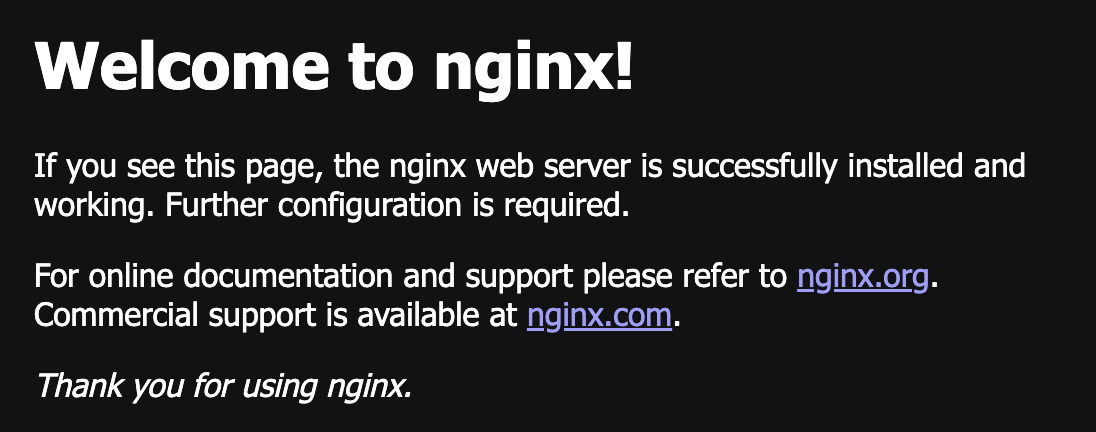 Welcome to nginx!
If you see this page, the nginx web server is successfully installed and
working. Further configuration is required.
For online documentation and support please refer to nginx.org.
Commercial support is available at nginx.com.
Thank you for using nginx.